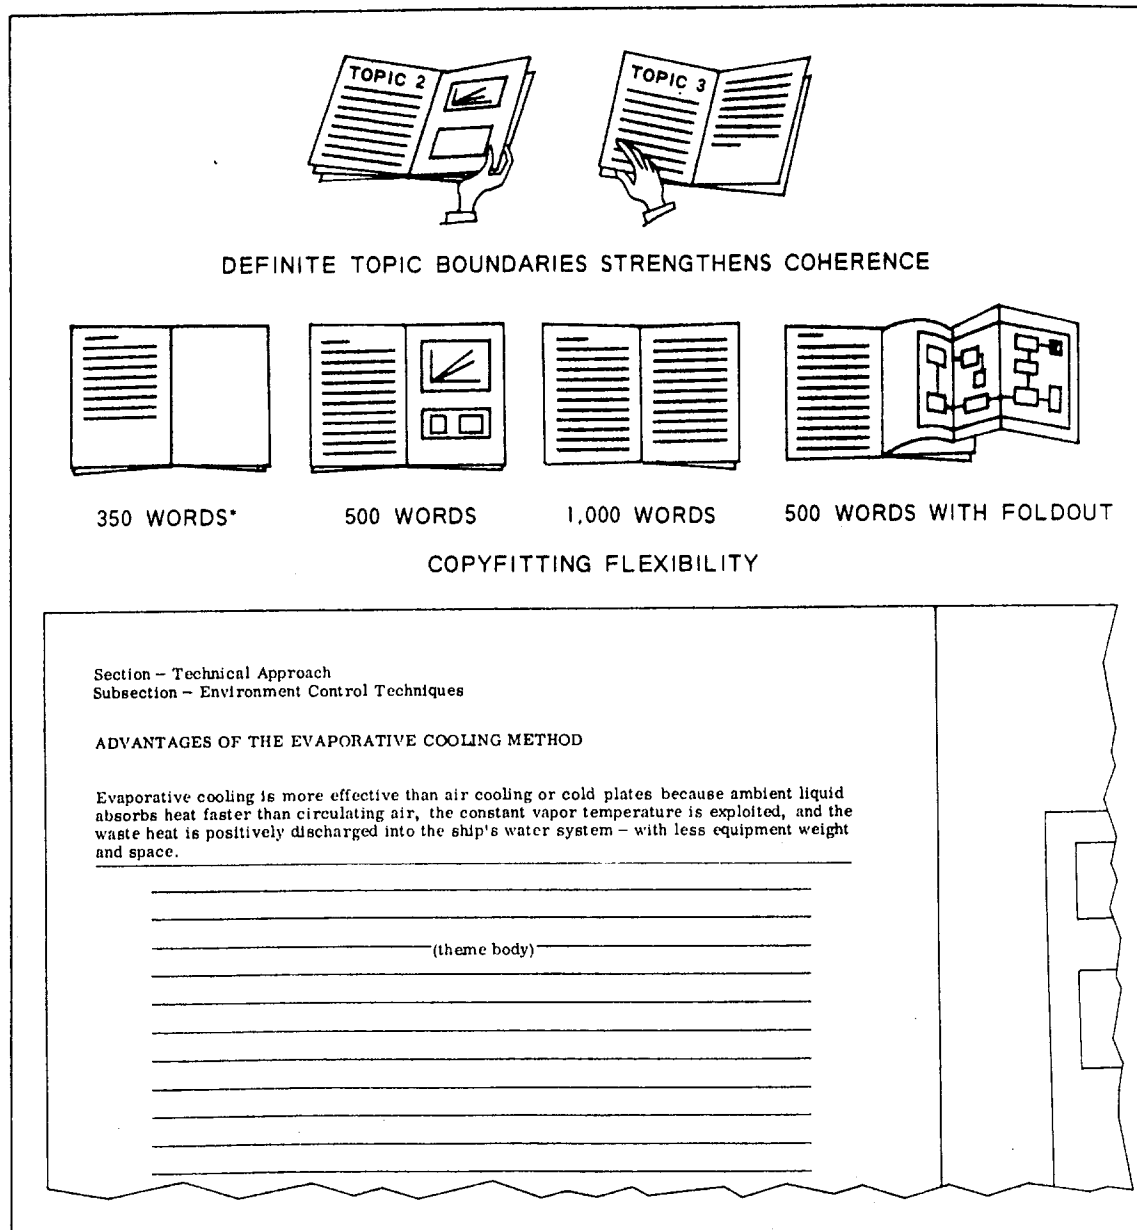 TOPIC 2
TOPIC 3
DEFINITE TOPIC BOUNDARIES STRENGTHENS COHERENCE
350 WORDS*
500 WORDS
1,000 WORDS
500 WORDS WITH FOLDOUT
COPYFITTING FLEXIBILITY
Section – Technical Approach
Subsection – Environment Control Techniques
ADVANTAGES OF THE EVAPORATIVE COOLING METHOD
Evaporative cooling is more effective than air cooling or cold plates because ambient liquid
absorbs heat faster than circulating air, the constant vapor temperature is exploited, and the
waste heat is positively discharged into the ship's water system – with less equipment weight
and space.
(theme body)